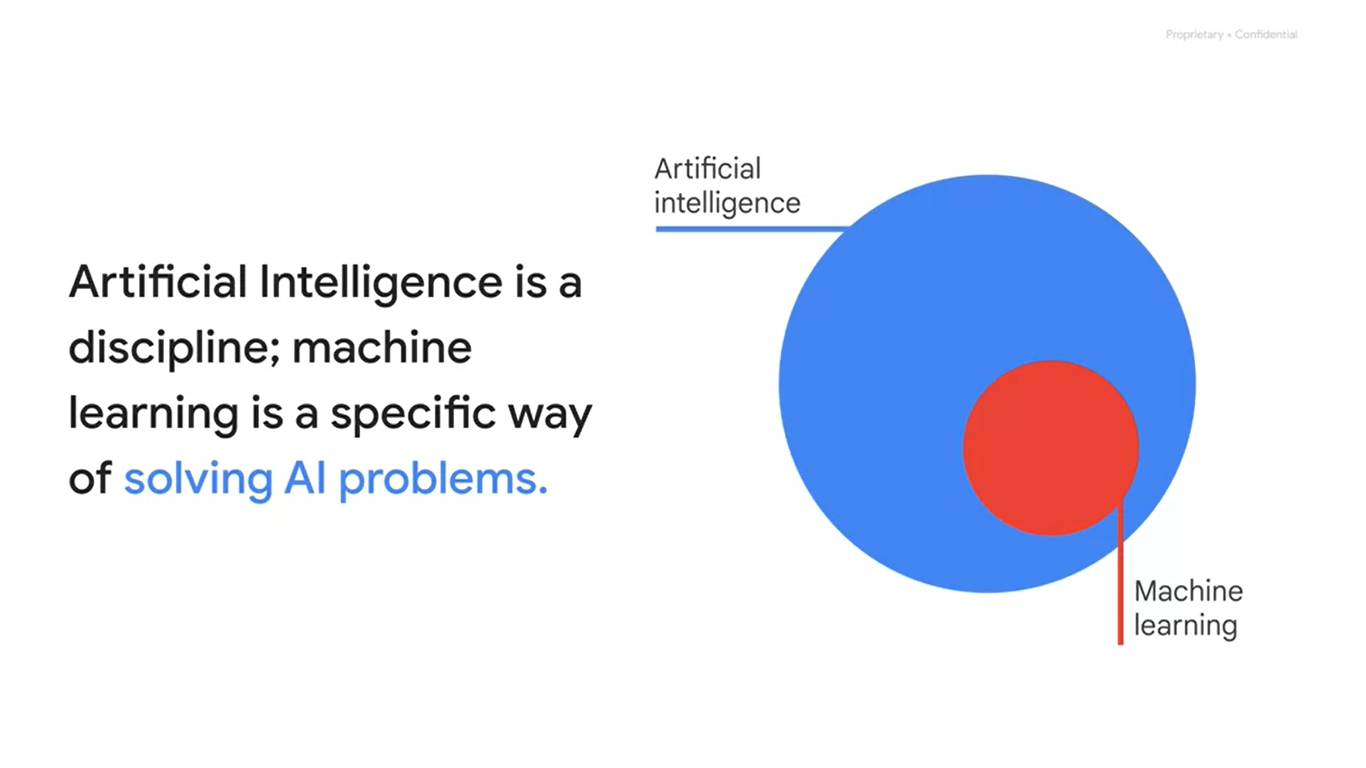 Proprietary • Confidential
Artificial Intelligence is a
discipline; machine
learning is a specific way
of solving AI problems.
Artificial
intelligence
Machine
learning